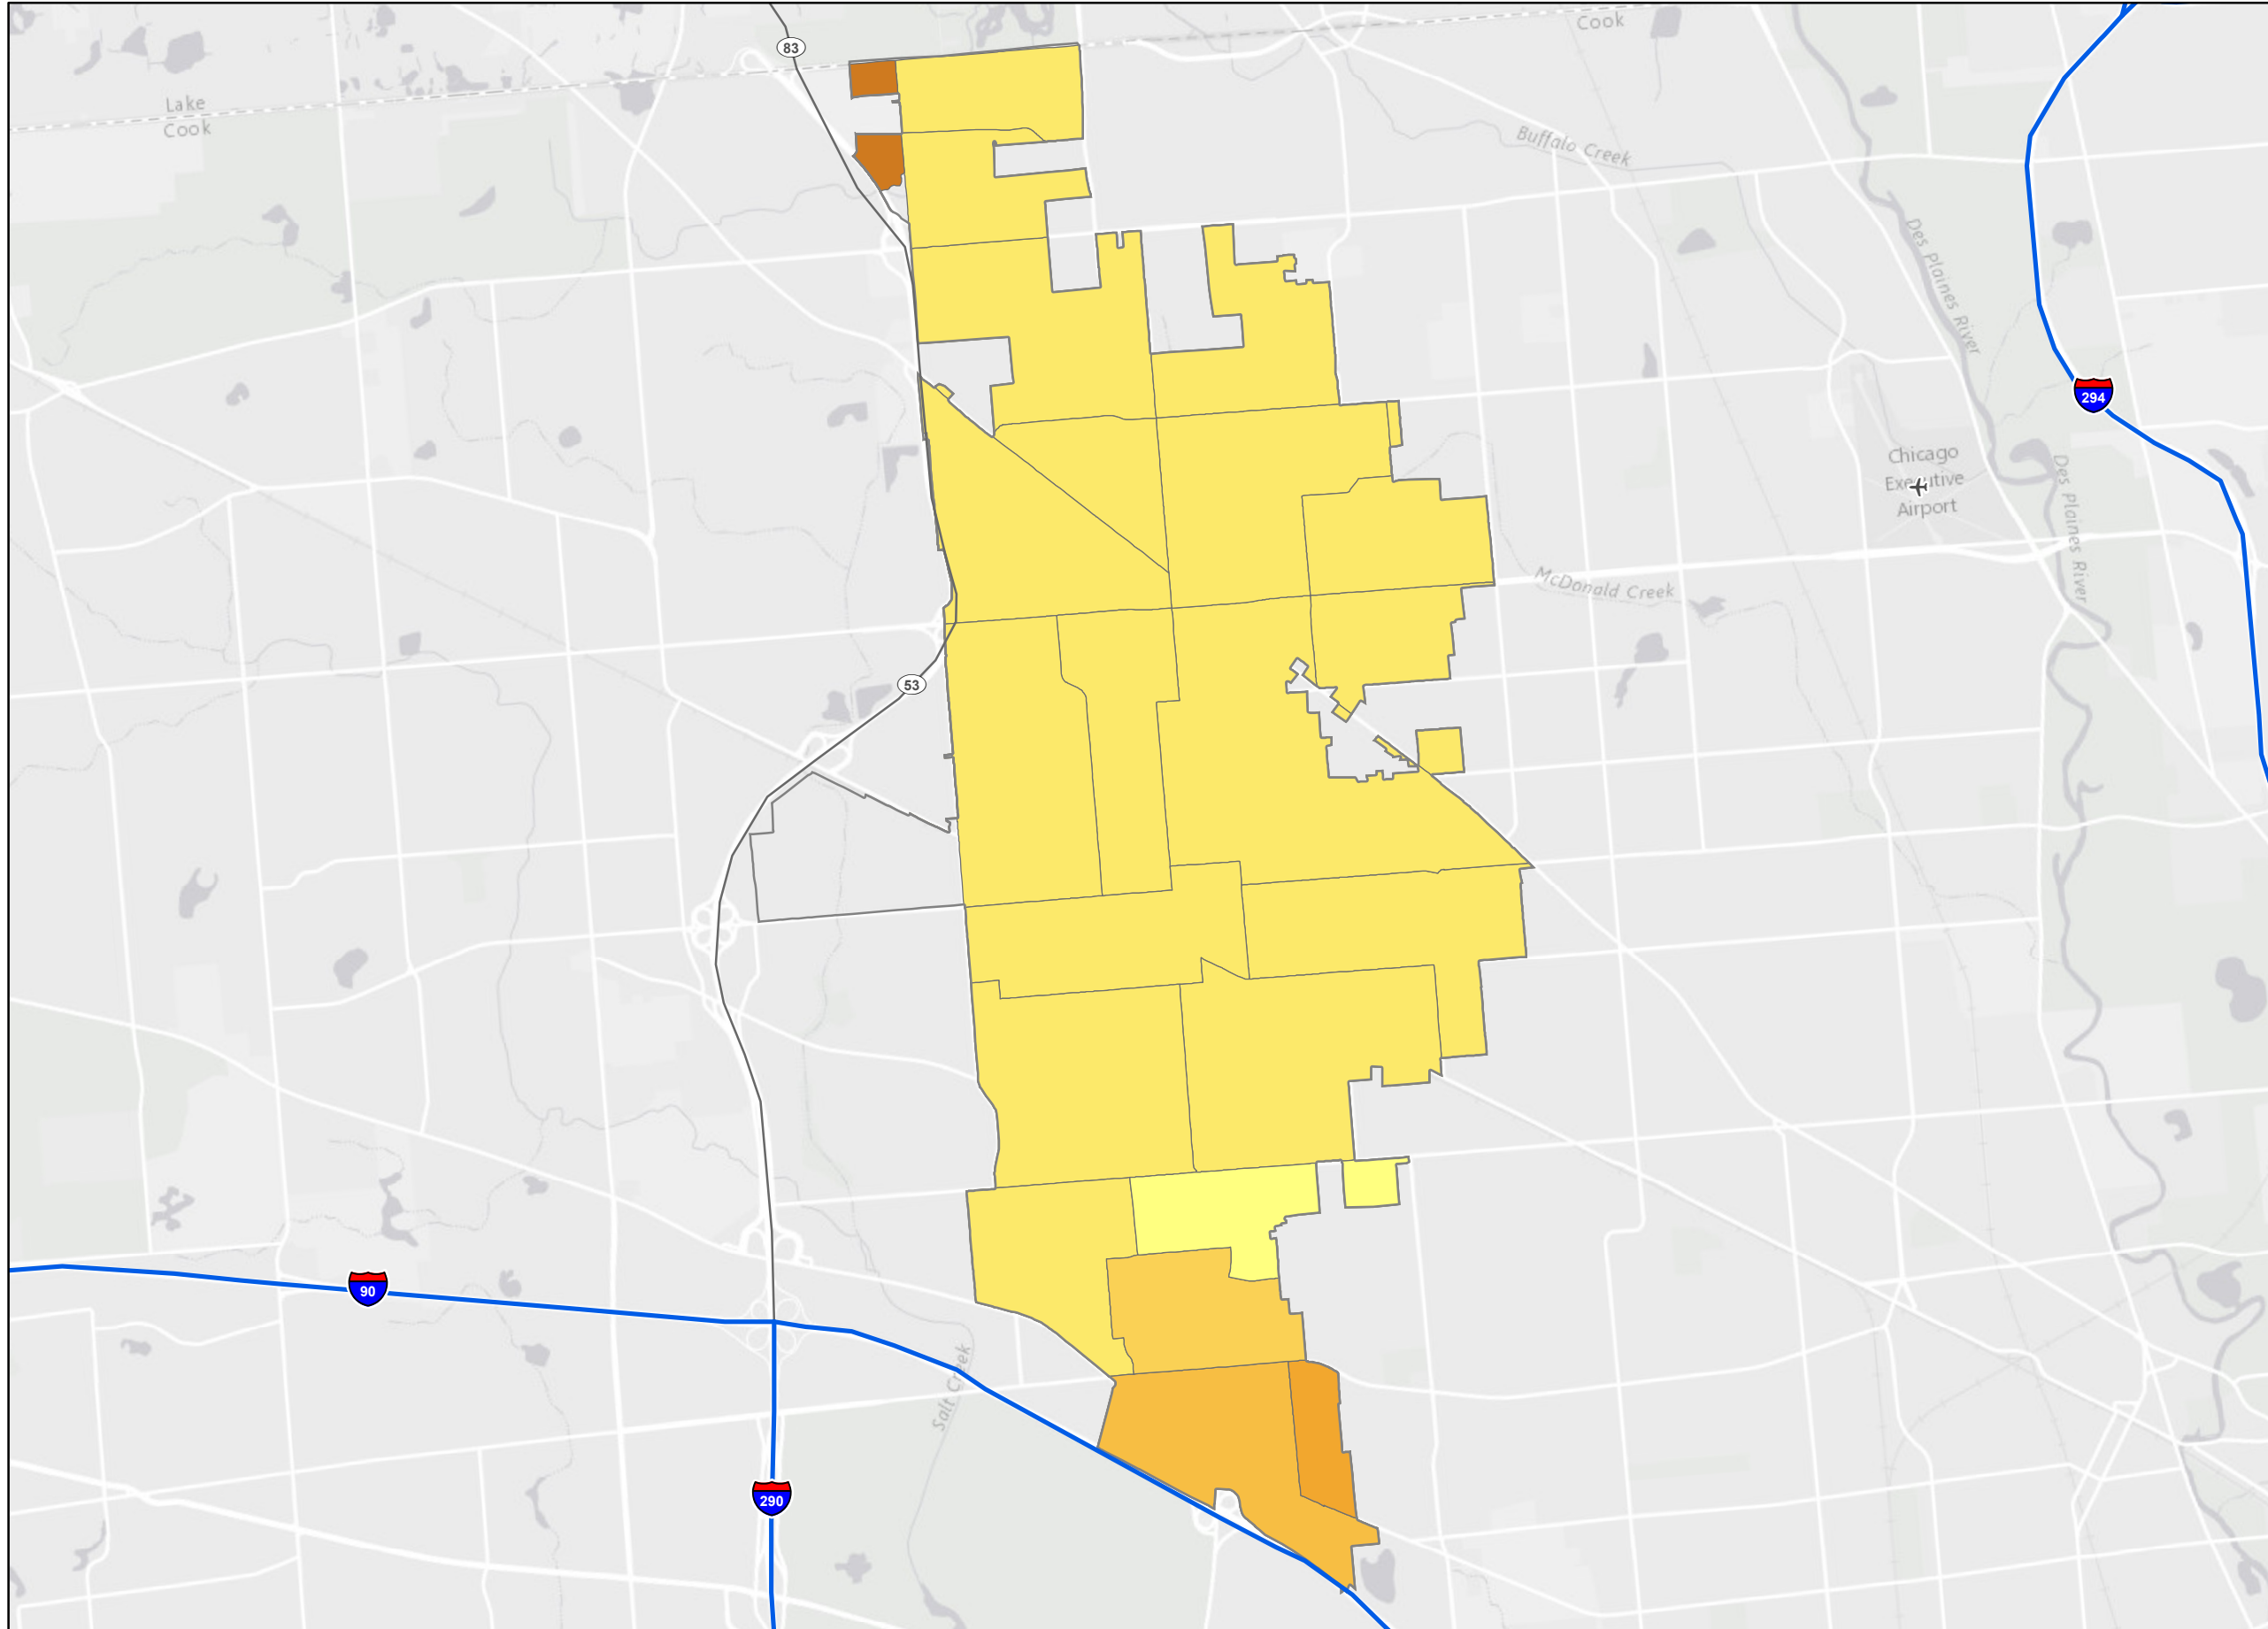 Cook
83
Lake
Cook
Buffalo Creek
Des Plaines River
294
Chicago
Executive
Airport
Des Plaines River
McDonald Creek
53
90
Salt Creek
290